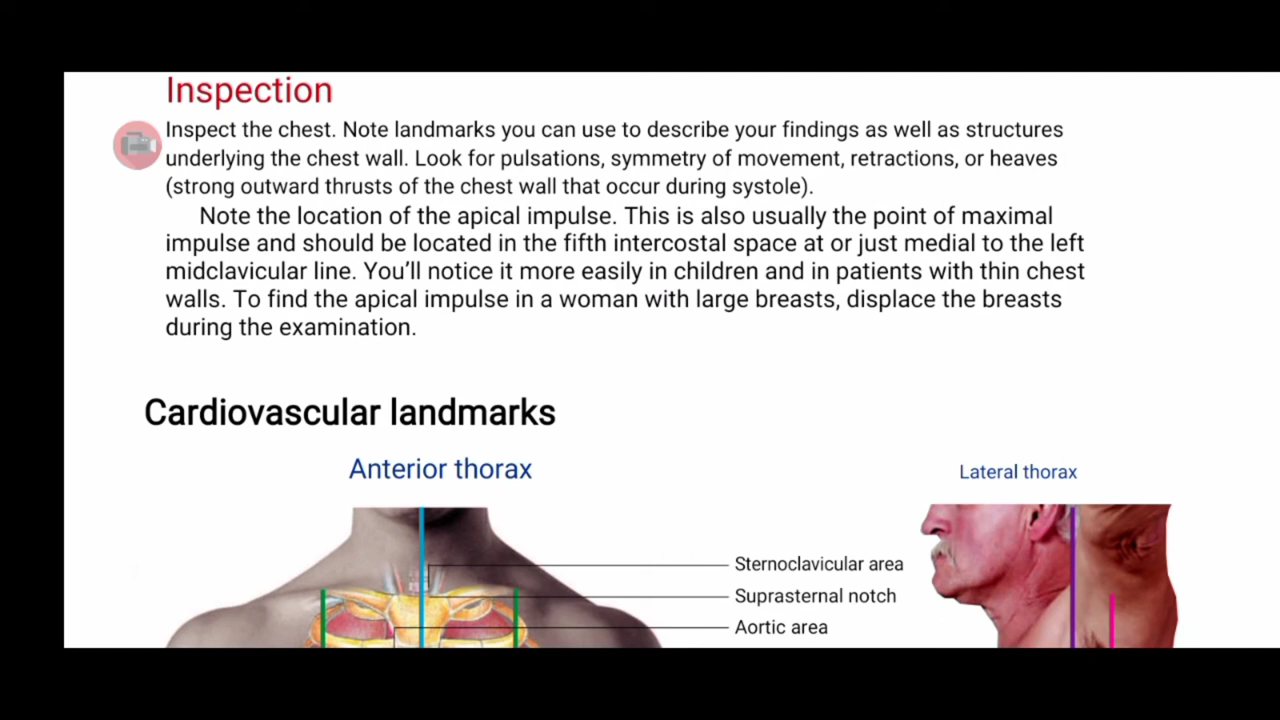 Inspection
Inspect the chest. Note landmarks you can use to describe your findings as well as structures
underlying the chest wall. Look for pulsations, symmetry of movement, retractions, or heaves
(strong outward thrusts of the chest wall that occur during systole).
Note the location of the apical impulse. This is also usually the point of maximal
impulse and should be located in the fifth intercostal space at or just medial to the left
midclavicular line. You’ll notice it more easily in children and in patients with thin chest
walls. To find the apical impulse in a woman with large breasts, displace the breasts
during the examination.
Cardiovascular landmarks
Anterior thorax
Lateral thorax
Sternoclavicular area
Suprasternal notch
Aortic area